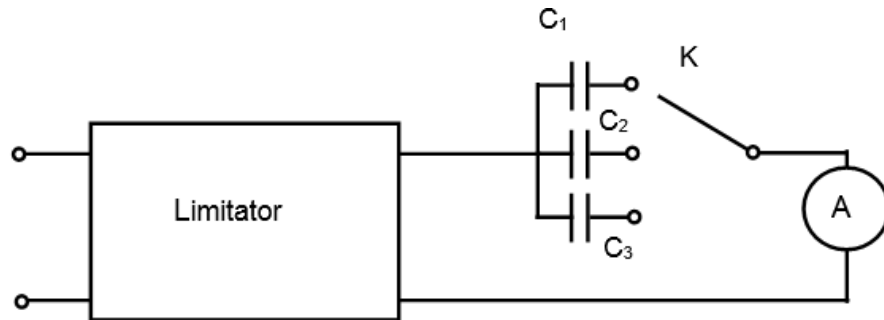 C₁
K
C₂
Limitator
A
C₃